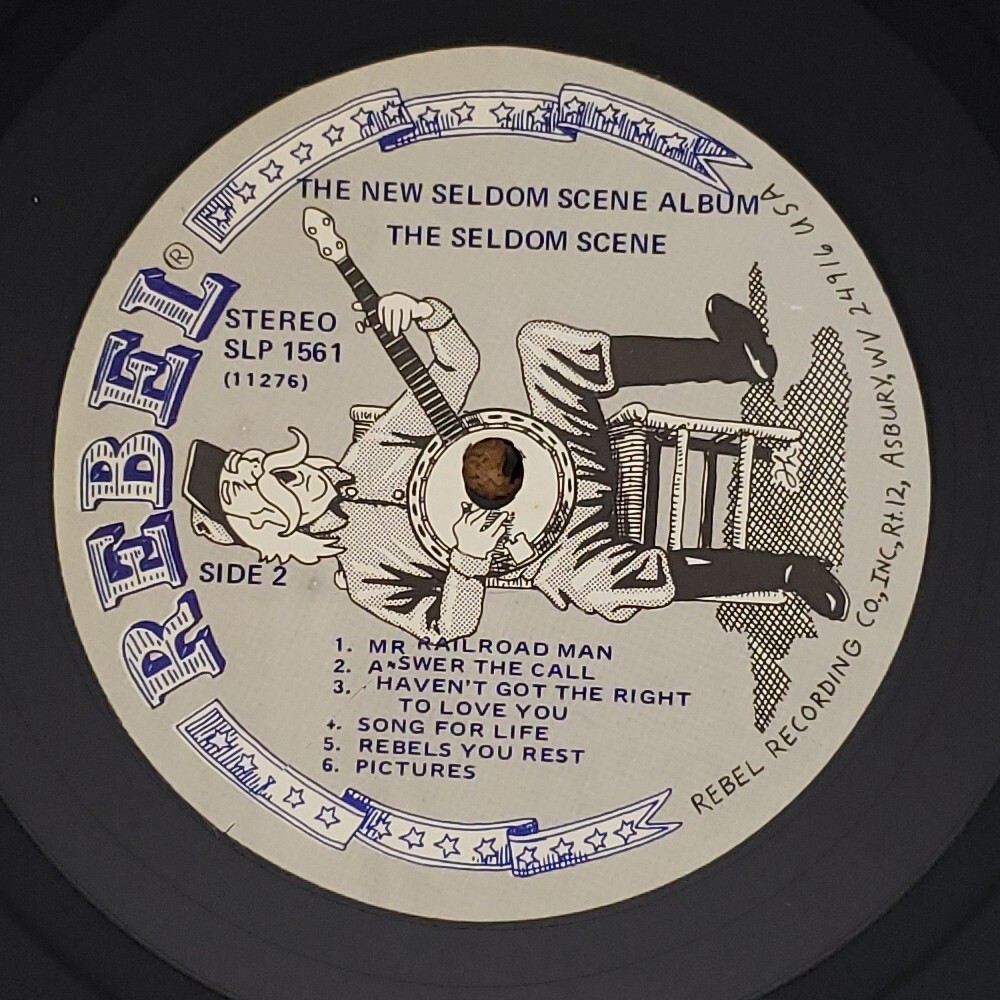 THE NEW SELDOM SCENE ALBUM
THE SELDOM SCENE
REBEL®
STEREO
SLP 1561
(11276)
SIDE 2
1. MR RAILROAD MAN
2. ANSWER THE CALL
3. HAVEN'T GOT THE RIGHT
TO LOVE YOU
4. SONG FOR LIFE
5. REBELS YOU REST
6. PICTURES
REBEL RECORDING CO., INC, Rt. 12, ASBURY, WV 24916 USA